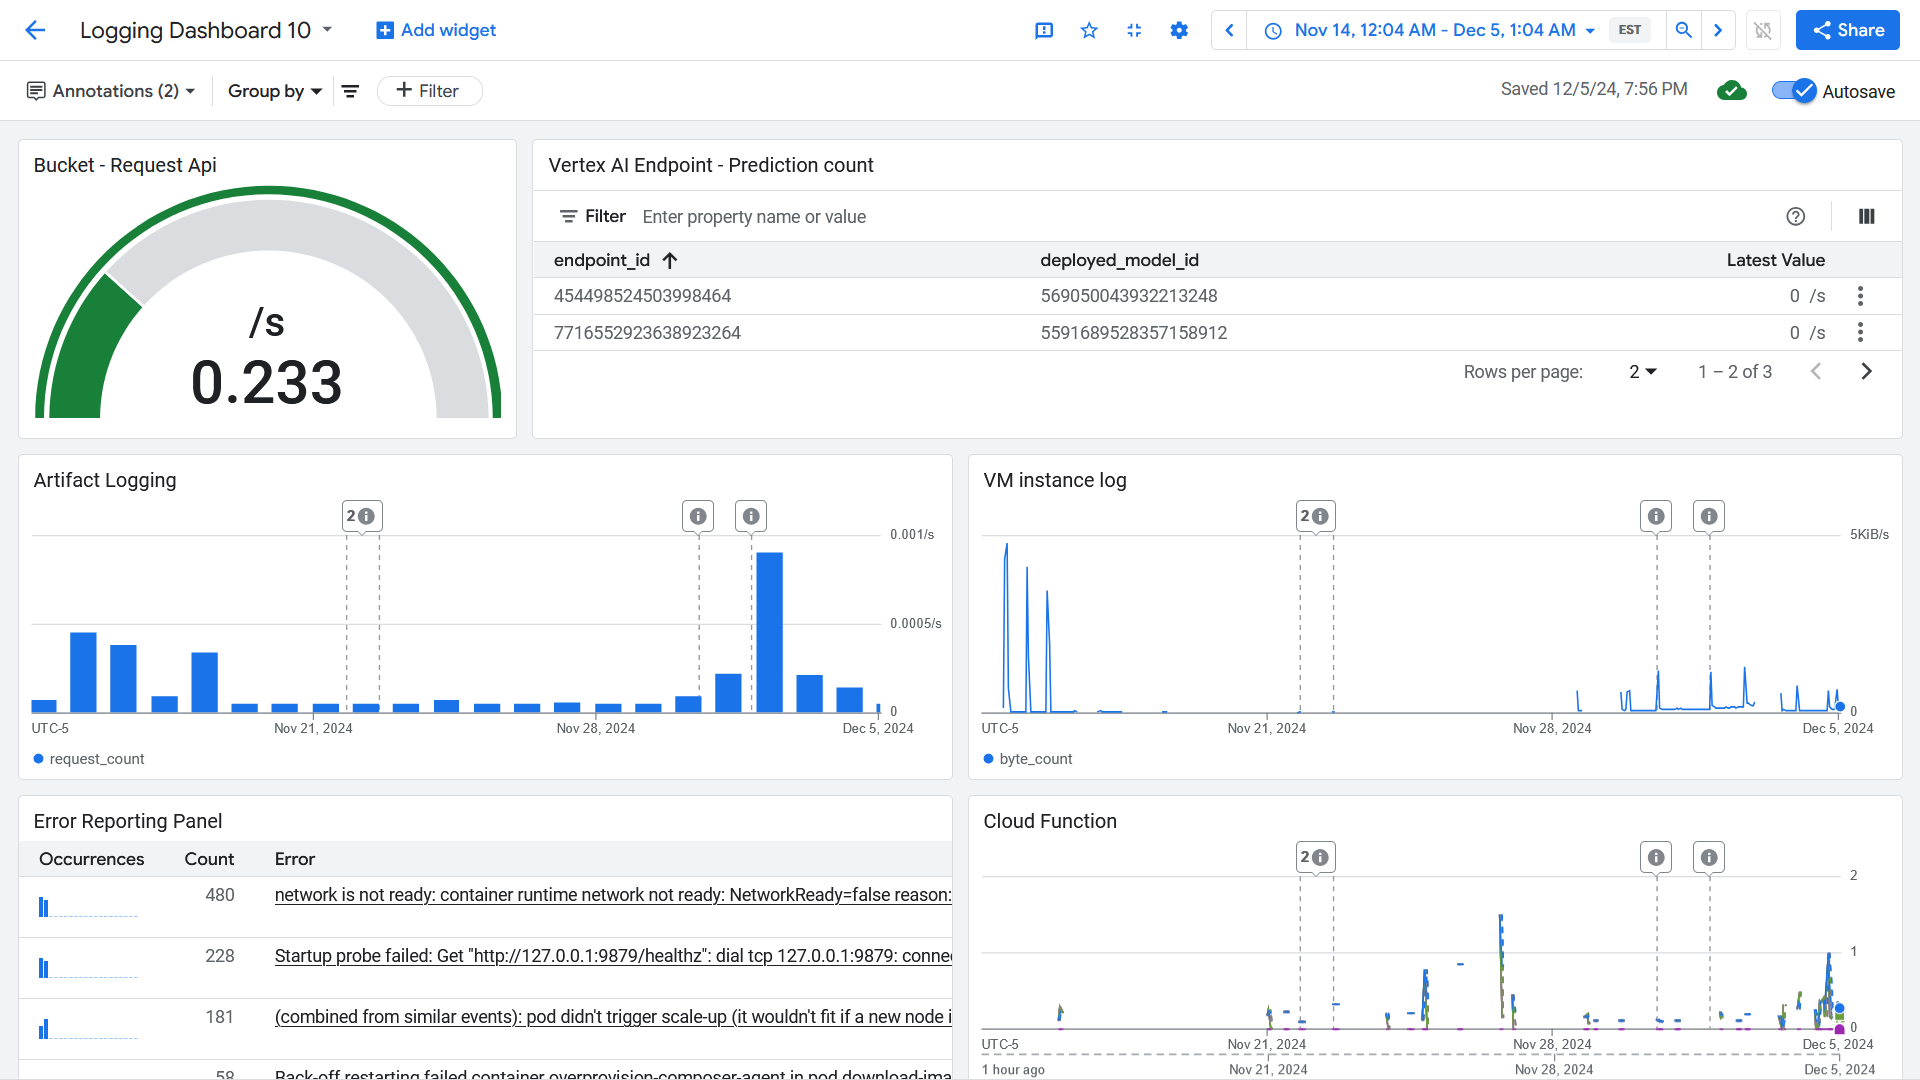 Logging Dashboard 10
Add widget
Nov 14, 12:04 AM - Dec 5, 1:04 AM
EST
Share
Annotations (2)
Group by
Filter
Saved 12/5/24, 7:56 PM
Autosave
Bucket - Request Api
/s
0.233
Vertex AI Endpoint - Prediction count
Filter Enter property name or value
endpoint_id deployed_model_id Latest Value
454498524503998464 569050043932213248 0 /s
7716552923638923264 5591689528357158912 0 /s
Rows per page: 2 1 – 2 of 3
Artifact Logging
2
0.001/s
0.0005/s
0
UTC-5 Nov 21, 2024 Nov 28, 2024 Dec 5, 2024
request_count
VM instance log
2
5KiB/s
0
UTC-5 Nov 21, 2024 Nov 28, 2024 Dec 5, 2024
byte_count
Error Reporting Panel
Occurrences Count Error
480 network is not ready: container runtime network not ready: NetworkReady=false reason:
228 Startup probe failed: Get "http://127.0.0.1:9879/healthz": dial tcp 127.0.0.1:9879: conne
181 (combined from similar events): pod didn't trigger scale-up (it wouldn't fit if a new node i
58 Back-off restarting failed container overprovision-composer-agent in pod download-ima
Cloud Function
2
2
1
0
UTC-5 Nov 21, 2024 Nov 28, 2024 Dec 5, 2024
1 hour ago Nov 21, 2024 Nov 28, 2024 Dec 5, 2024